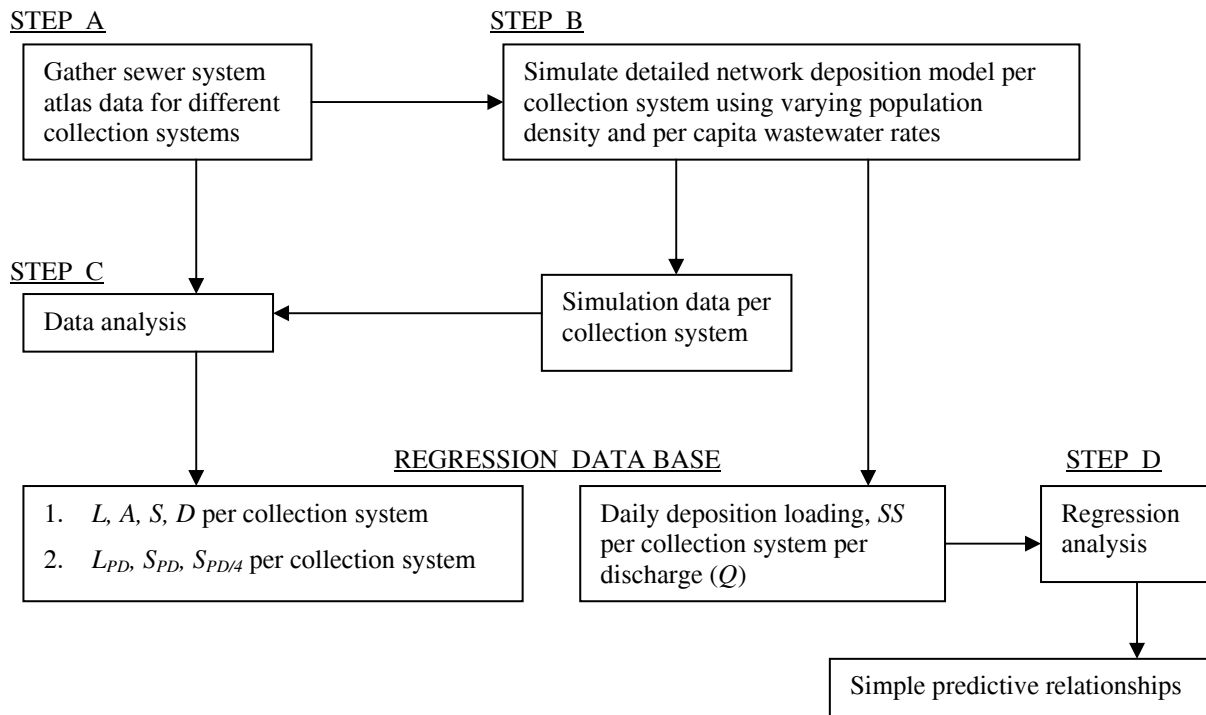 STEP A
Gather sewer system
atlas data for different
collection systems
STEP B
Simulate detailed network deposition model per
collection system using varying population
density and per capita wastewater rates
STEP C
Data analysis
Simulation data per
collection system
REGRESSION DATA BASE
1. L, A, S, D per collection system
2. L_PD, S_PD, S_PD/4 per collection system
Daily deposition loading, SS
per collection system per
discharge (Q)
STEP D
Regression
analysis
Simple predictive relationships